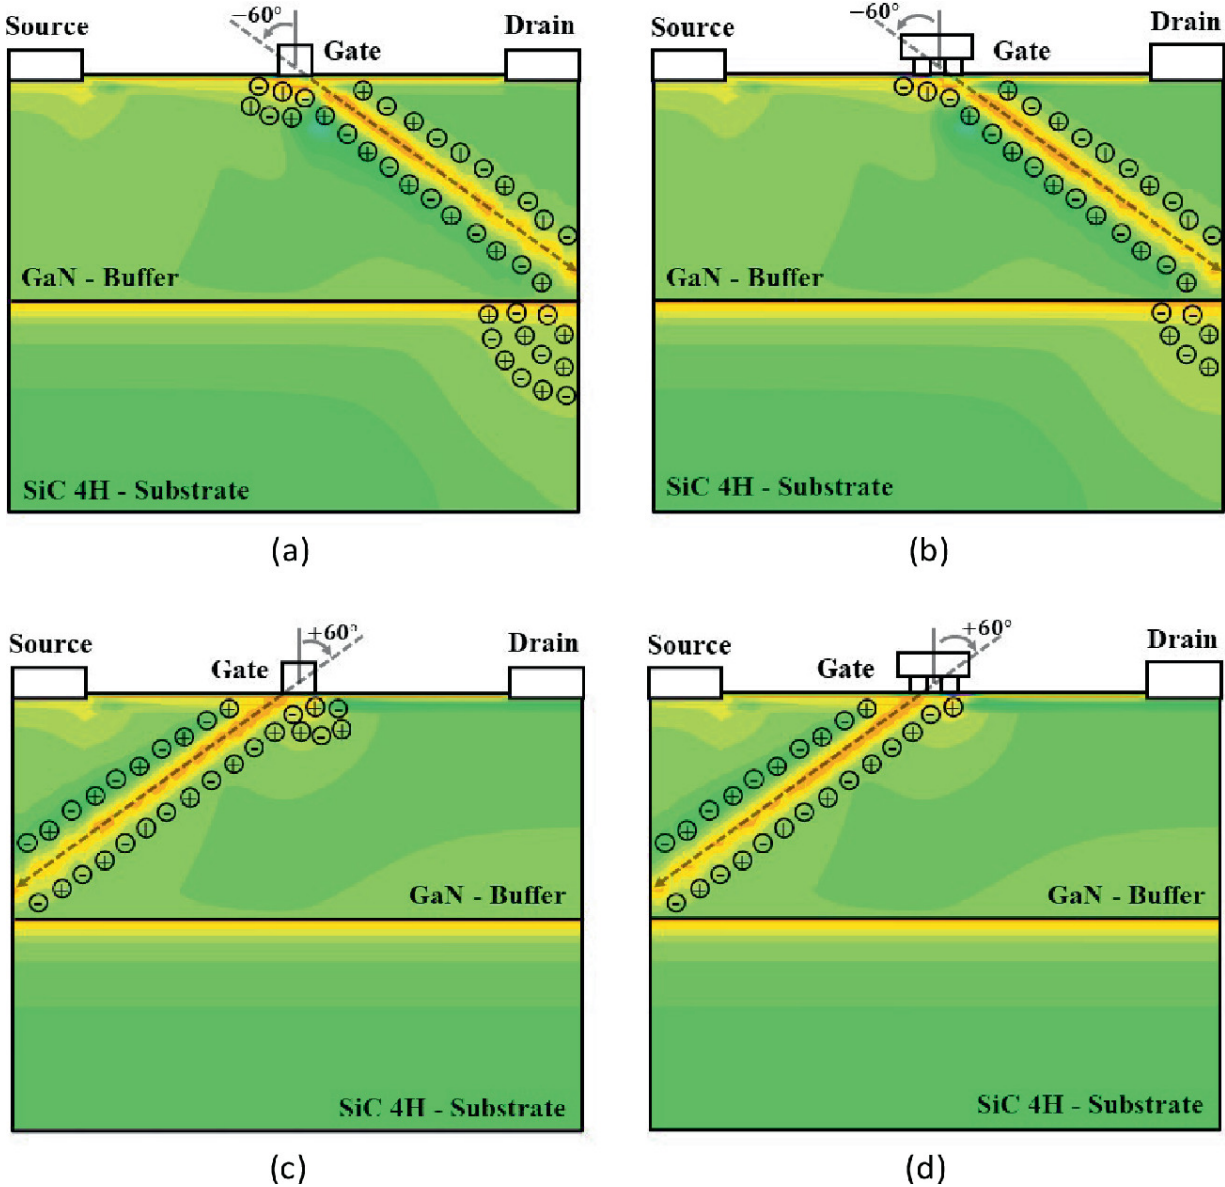 Source −60° Gate Drain
GaN - Buffer
SiC 4H - Substrate
(a)
Source −60° Gate Drain
GaN - Buffer
SiC 4H - Substrate
(b)
Source Gate +60° Drain
GaN - Buffer
SiC 4H - Substrate
(c)
Source Gate +60° Drain
GaN - Buffer
SiC 4H - Substrate
(d)